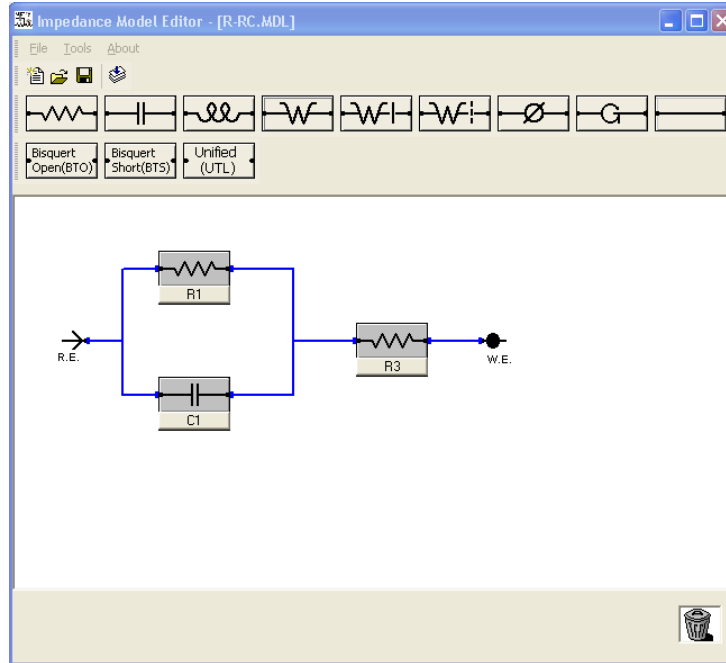 Impedance Model Editor - [R-RC.MDL]
File Tools About
W W W Ø G
Bisquert Open(BTO)
Bisquert Short(BTS)
Unified (UTL)
R1
R.E.
R3
W.E.
C1